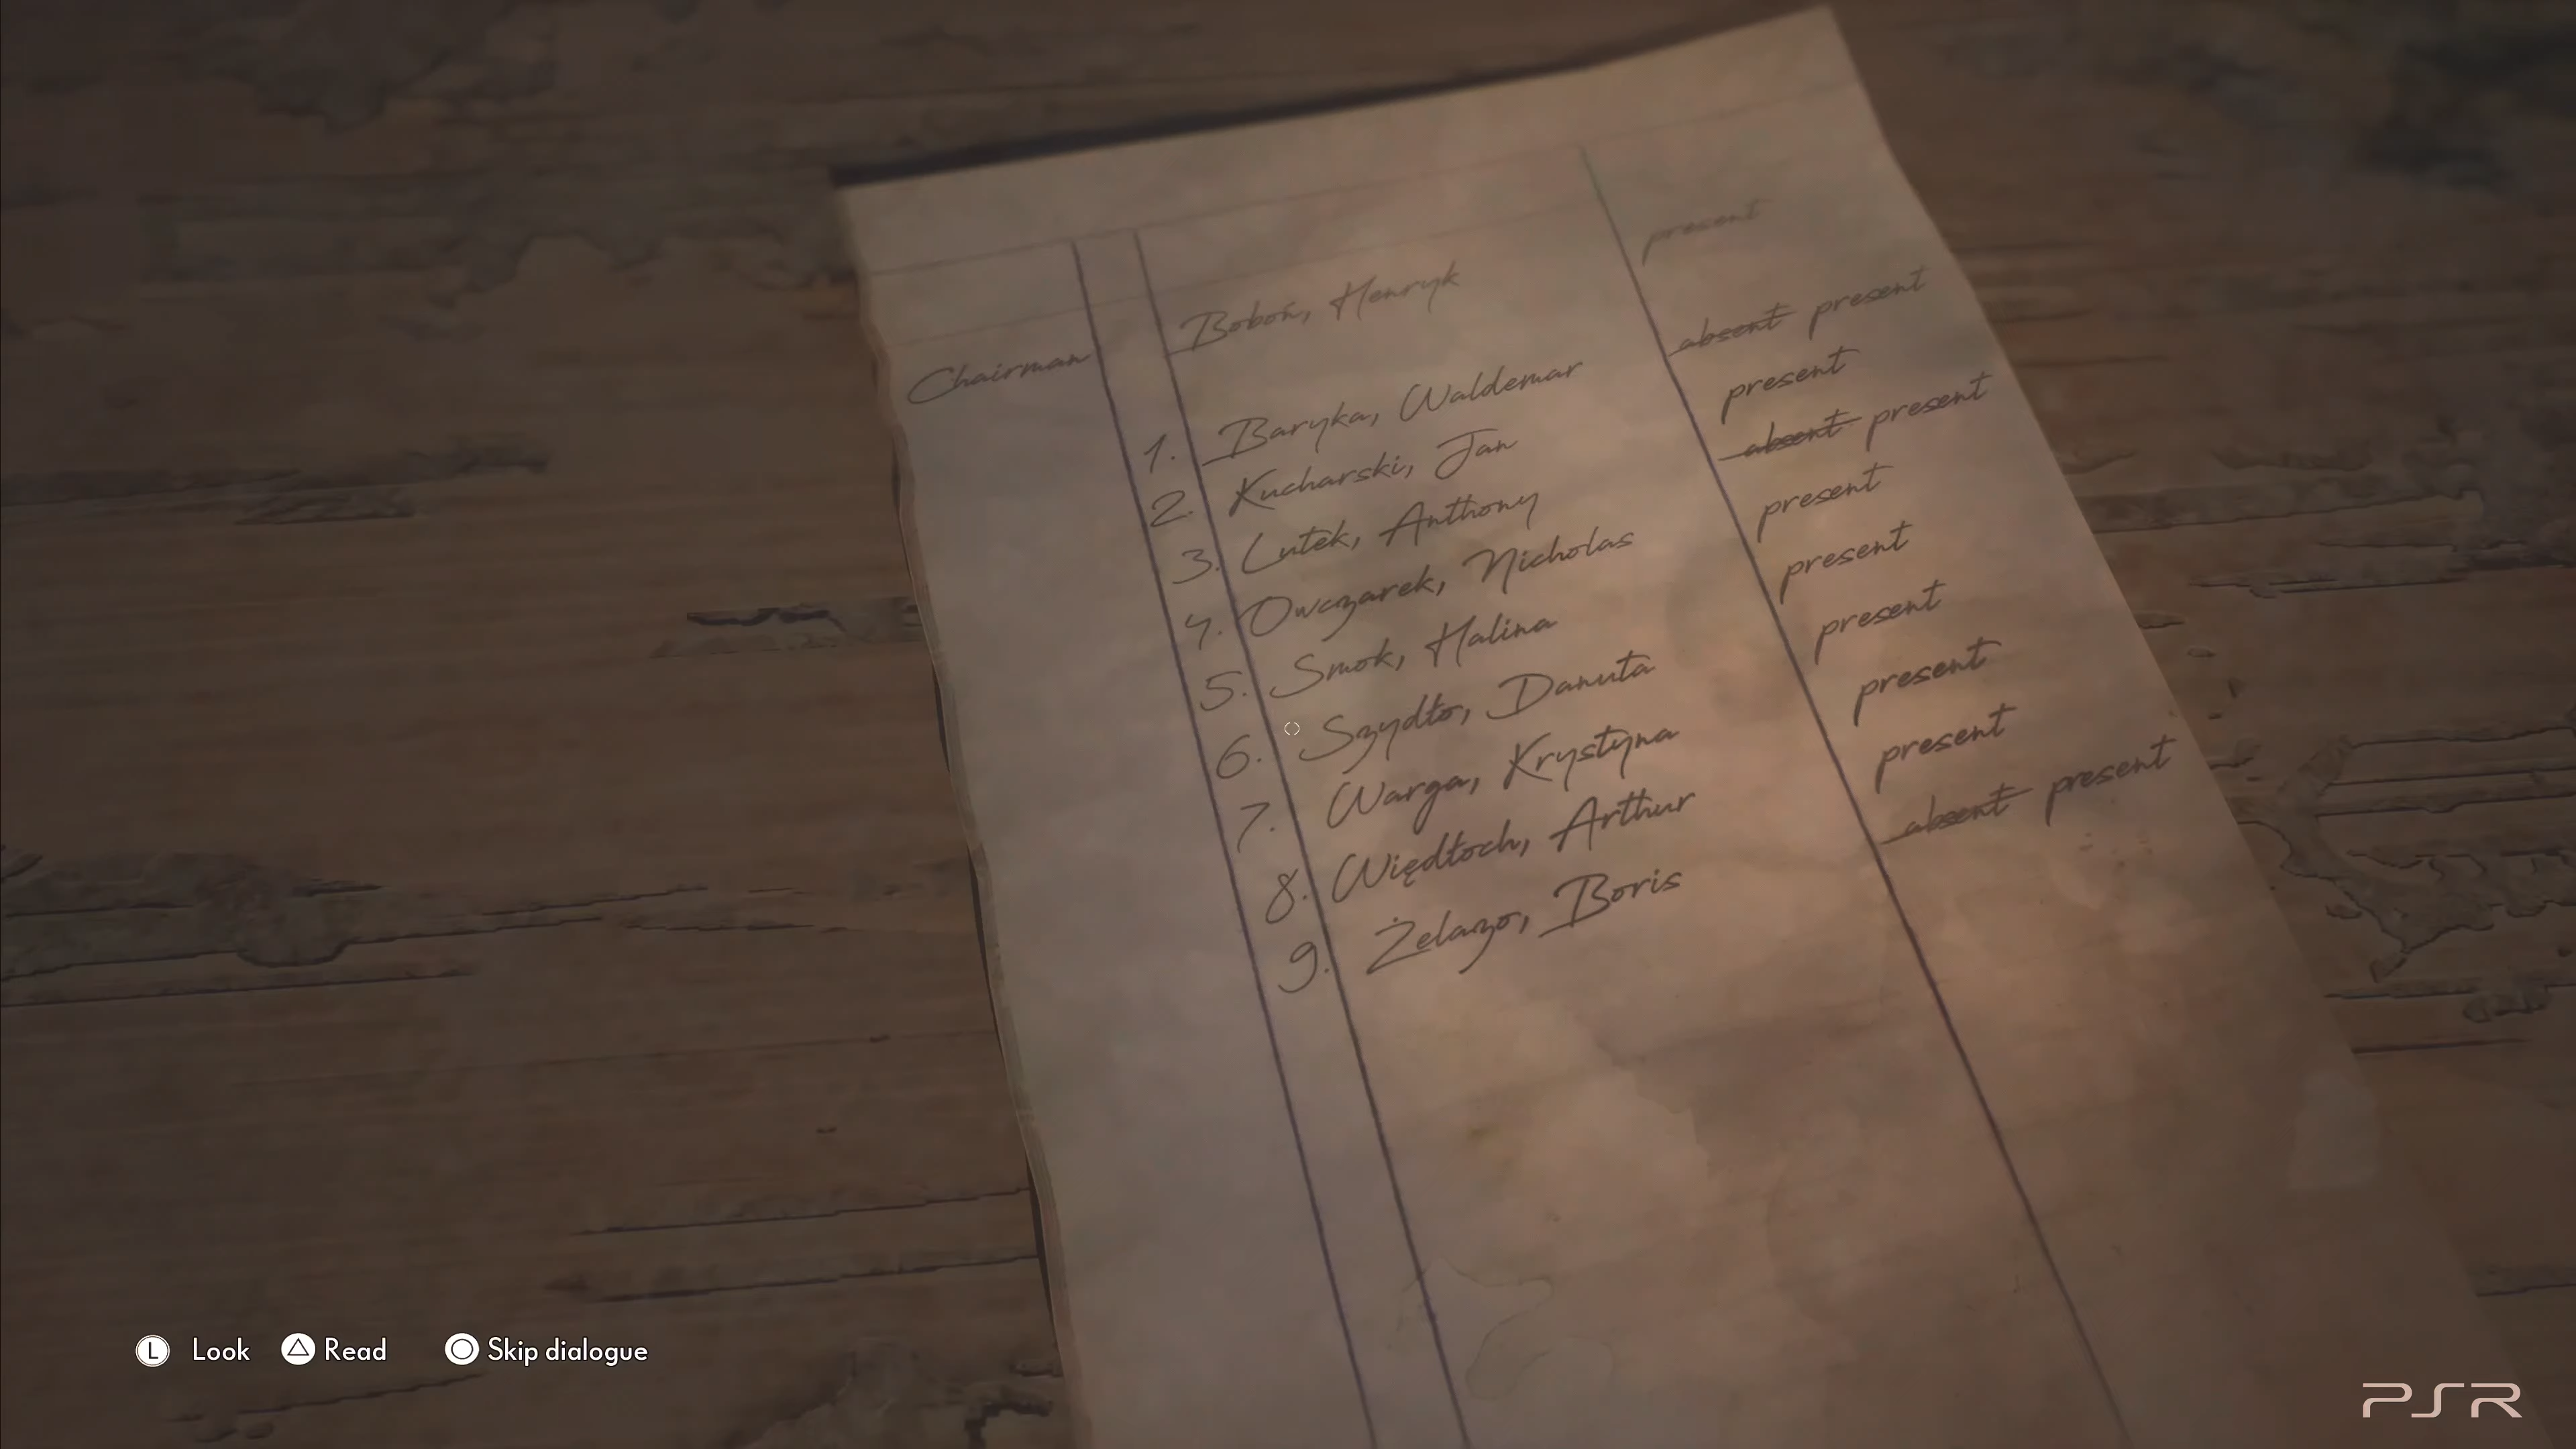 Chairman Boboń, Henryk present
1. Baryka, Waldemar absent present
2. Kucharski, Jan present
3. Lutek, Anthony absent present
4. Owczarek, Nicholas present
5. Smok, Halina present
6. Szydło, Danuta present
7. Warga, Krystyna present
8. Więdłoch, Arthur present
9. Żelazo, Boris absent present
L Look Read Skip dialogue
PSR